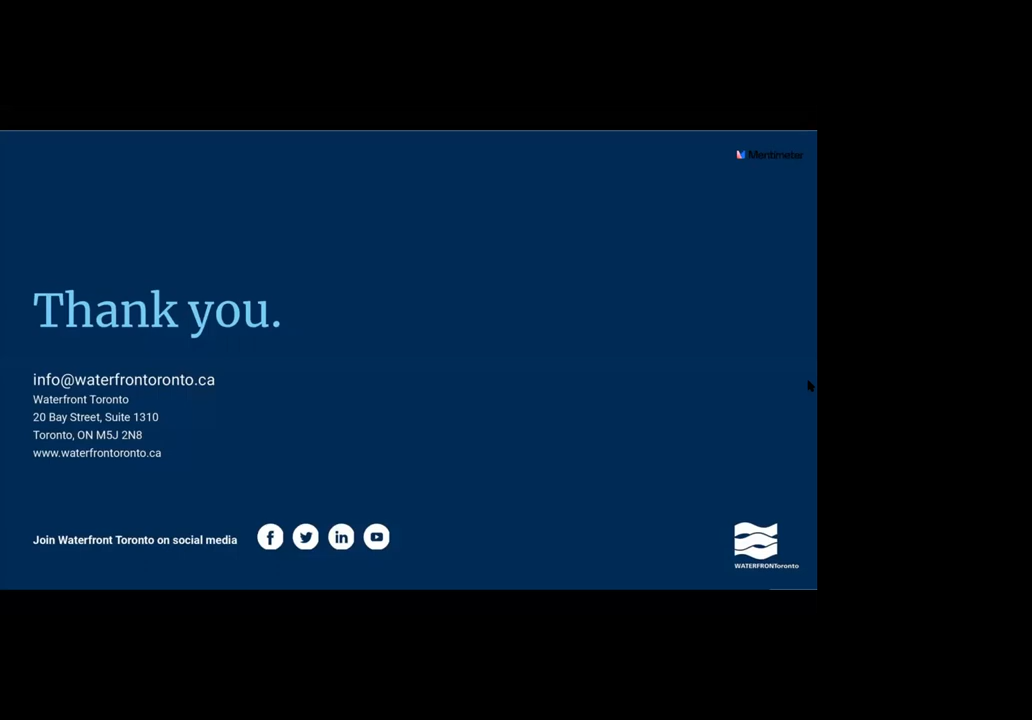 Mentimeter
Thank you.
info@waterfrontoronto.ca
Waterfront Toronto
20 Bay Street, Suite 1310
Toronto, ON M5J 2N8
www.waterfrontoronto.ca
Join Waterfront Toronto on social media
WATERFRONToronto